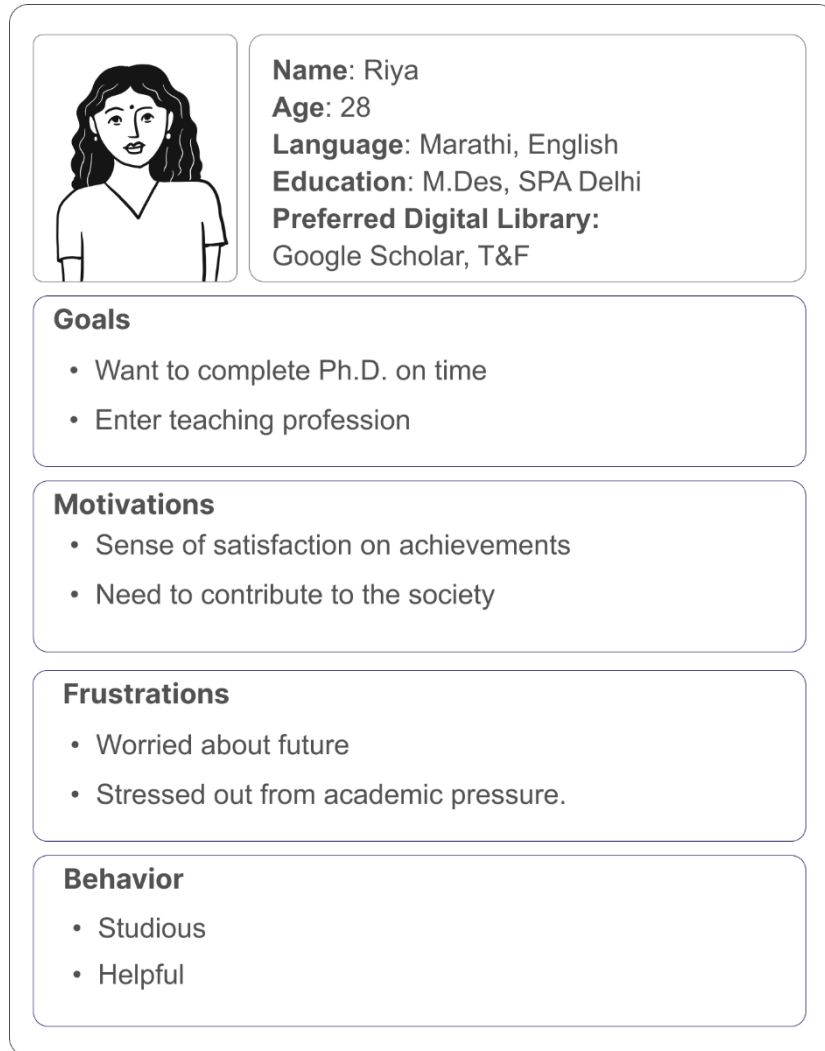 Name: Riya
Age: 28
Language: Marathi, English
Education: M.Des, SPA Delhi
Preferred Digital Library:
Google Scholar, T&F
Goals
• Want to complete Ph.D. on time
• Enter teaching profession
Motivations
• Sense of satisfaction on achievements
• Need to contribute to the society
Frustrations
• Worried about future
• Stressed out from academic pressure.
Behavior
• Studious
• Helpful